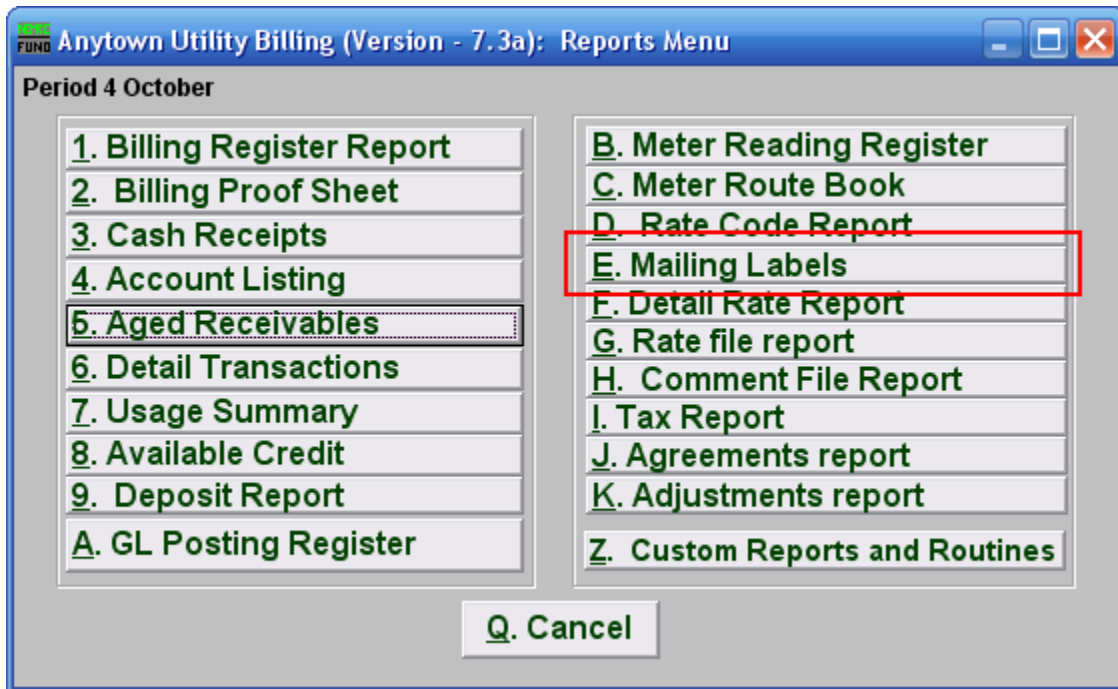 FUND Anytown Utility Billing (Version - 7.3a): Reports Menu
Period 4 October
1. Billing Register Report
2. Billing Proof Sheet
3. Cash Receipts
4. Account Listing
5. Aged Receivables
6. Detail Transactions
7. Usage Summary
8. Available Credit
9. Deposit Report
A. GL Posting Register
B. Meter Reading Register
C. Meter Route Book
D. Rate Code Report
E. Mailing Labels
F. Detail Rate Report
G. Rate file report
H. Comment File Report
I. Tax Report
J. Agreements report
K. Adjustments report
Z. Custom Reports and Routines
Q. Cancel